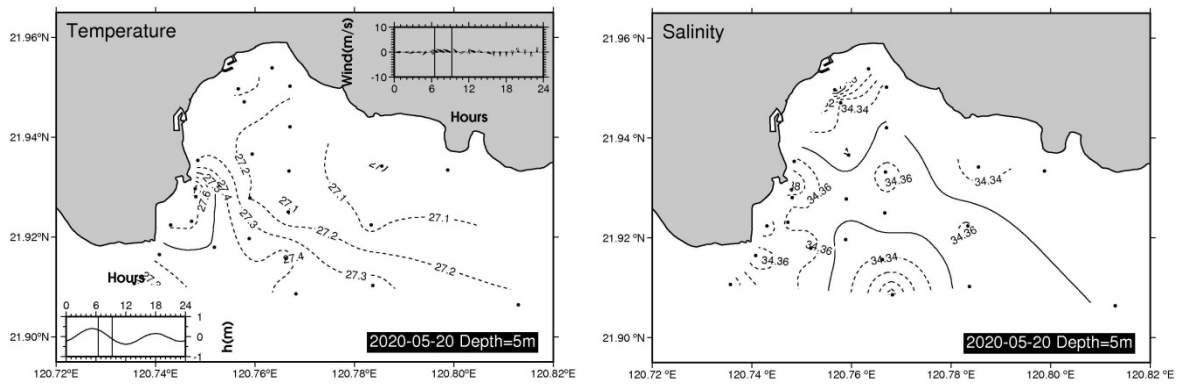 Temperature
Wind(m/s)
10
0
-10
0 6 12 18 24
Hours
21.96°N
21.94°N
21.92°N
21.90°N
27.2
27.1
27.5
27.4
27.6
27.3
27.1
27.1
27.1
27.2
27.2
27.4
27.3
Hours
0 6 12 18 24
1
0
-1
h(m)
2020-05-20 Depth=5m
120.72°E 120.74°E 120.76°E 120.78°E 120.80°E 120.82°E
Salinity
21.96°N
21.94°N
21.92°N
21.90°N
34.34
34.36
34.36
34.34
34.36
34.36
34.36
34.34
2020-05-20 Depth=5m
120.72°E 120.74°E 120.76°E 120.78°E 120.80°E 120.82°E